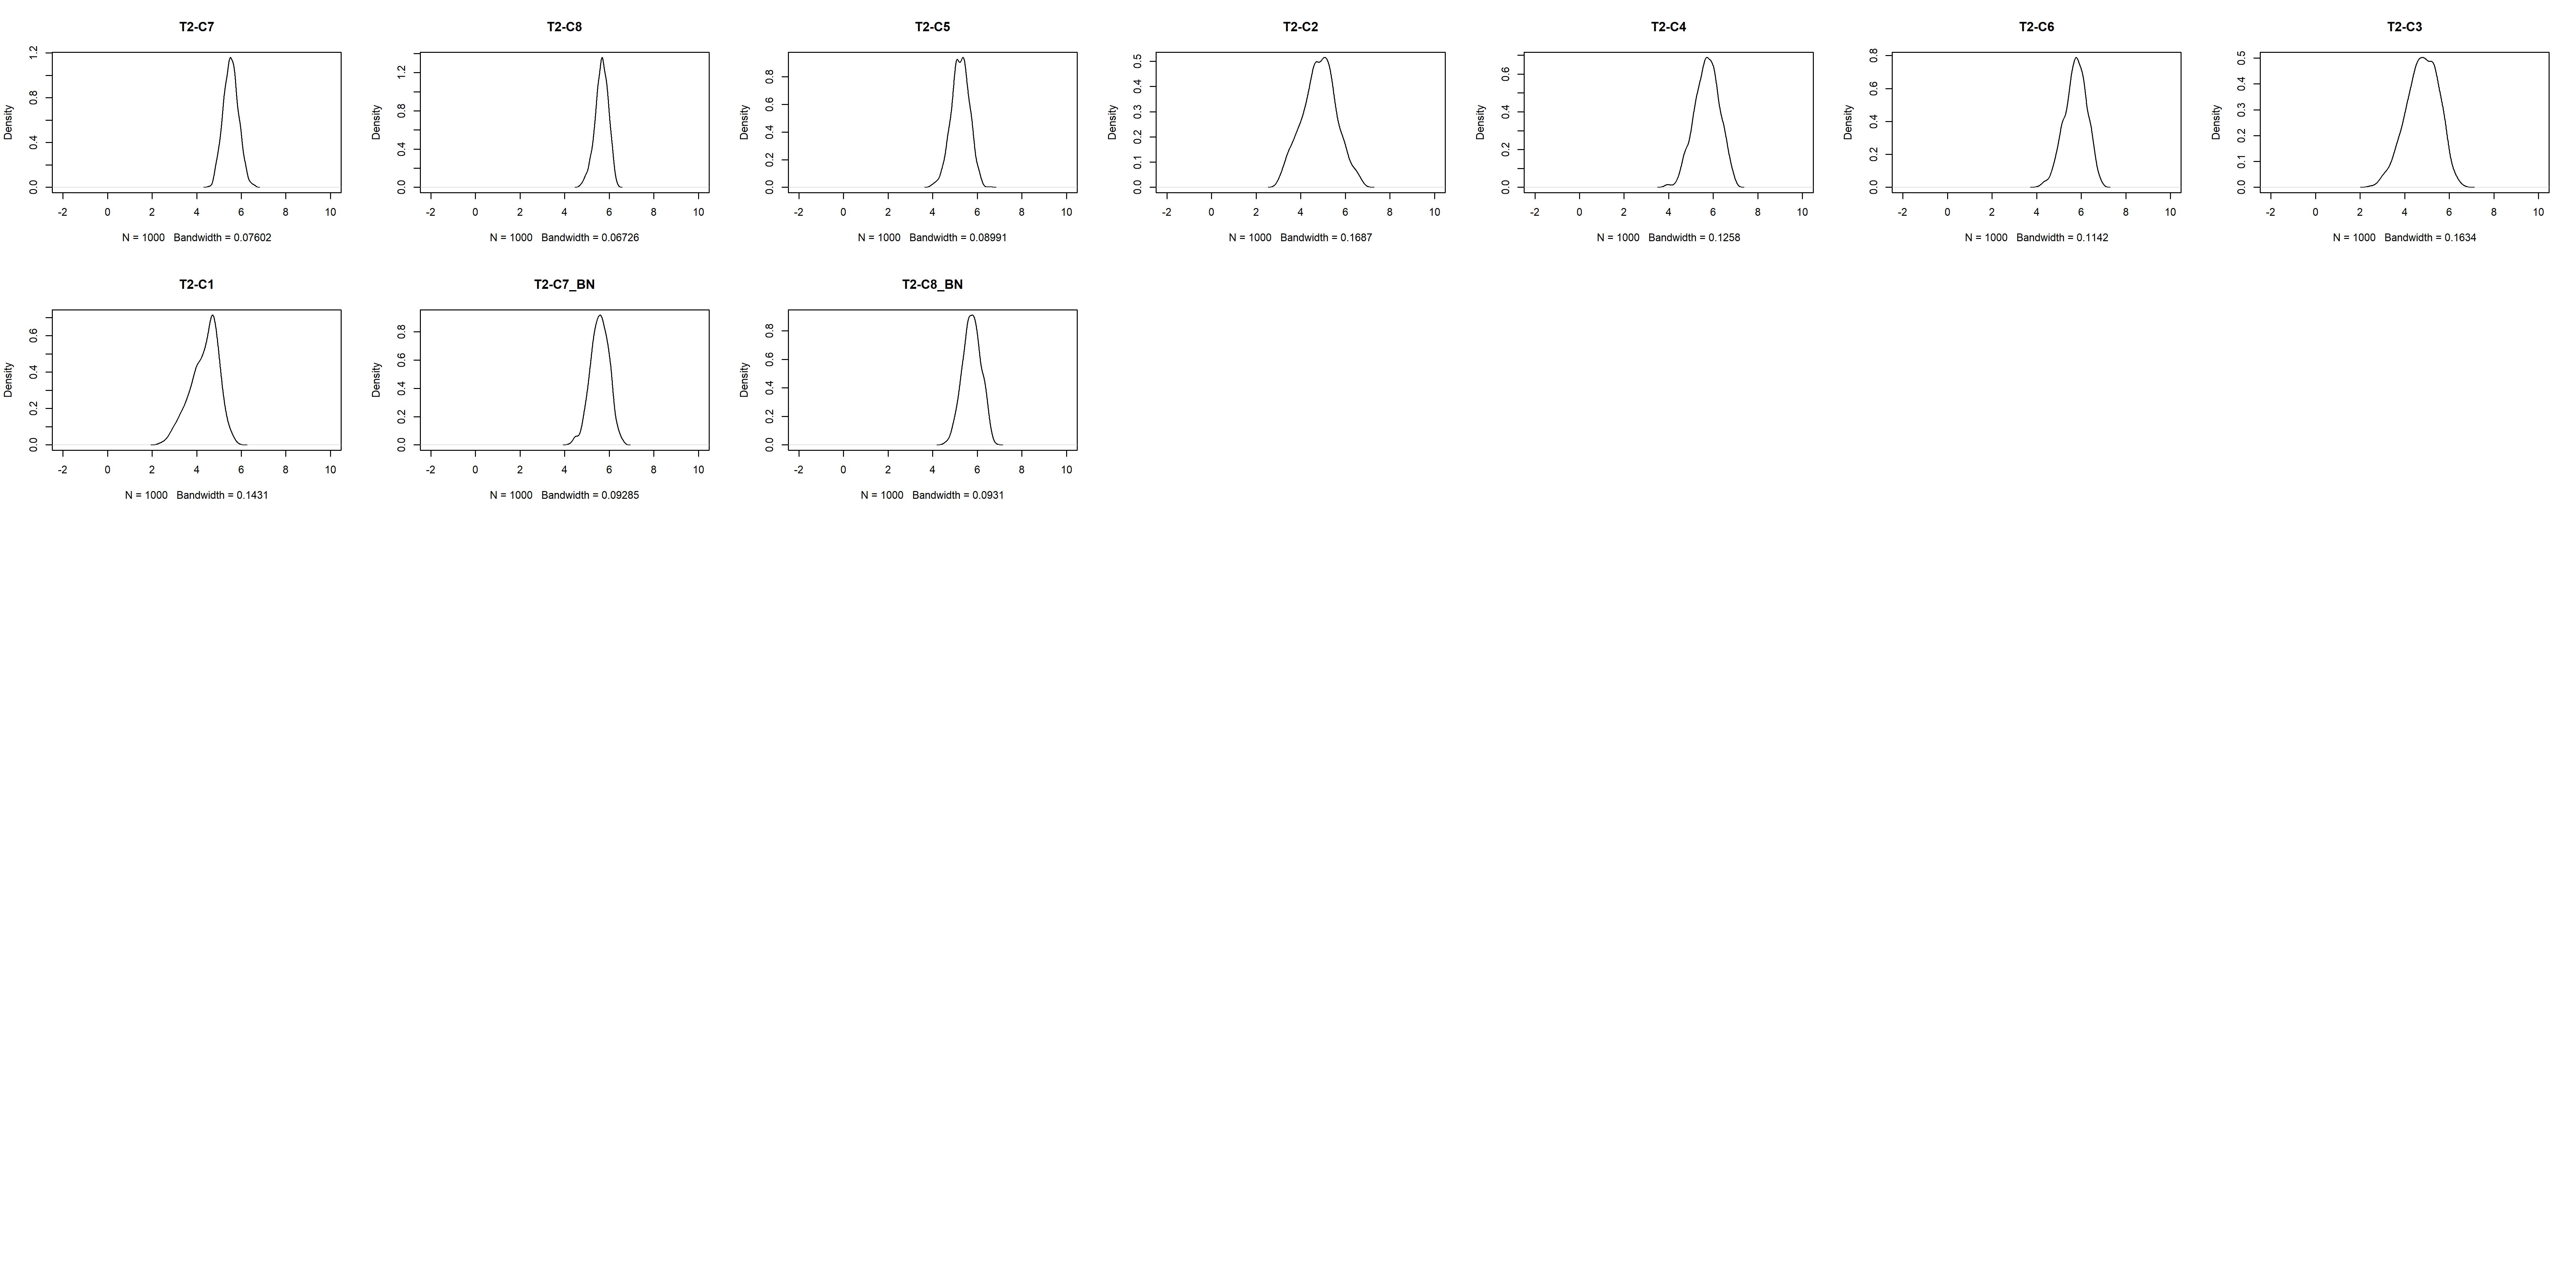 T2-C7
Density
0.0 0.4 0.8 1.2
-2 0 2 4 6 8 10
N = 1000 Bandwidth = 0.07602
T2-C8
Density
0.0 0.4 0.8 1.2
-2 0 2 4 6 8 10
N = 1000 Bandwidth = 0.06726
T2-C5
Density
0.0 0.2 0.4 0.6 0.8
-2 0 2 4 6 8 10
N = 1000 Bandwidth = 0.08991
T2-C2
Density
0.0 0.1 0.2 0.3 0.4 0.5
-2 0 2 4 6 8 10
N = 1000 Bandwidth = 0.1687
T2-C4
Density
0.0 0.2 0.4 0.6
-2 0 2 4 6 8 10
N = 1000 Bandwidth = 0.1258
T2-C6
Density
0.0 0.2 0.4 0.6 0.8
-2 0 2 4 6 8 10
N = 1000 Bandwidth = 0.1142
T2-C3
Density
0.0 0.1 0.2 0.3 0.4 0.5
-2 0 2 4 6 8 10
N = 1000 Bandwidth = 0.1634
T2-C1
Density
0.0 0.2 0.4 0.6
-2 0 2 4 6 8 10
N = 1000 Bandwidth = 0.1431
T2-C7_BN
Density
0.0 0.2 0.4 0.6 0.8
-2 0 2 4 6 8 10
N = 1000 Bandwidth = 0.09285
T2-C8_BN
Density
0.0 0.2 0.4 0.6 0.8
-2 0 2 4 6 8 10
N = 1000 Bandwidth = 0.0931